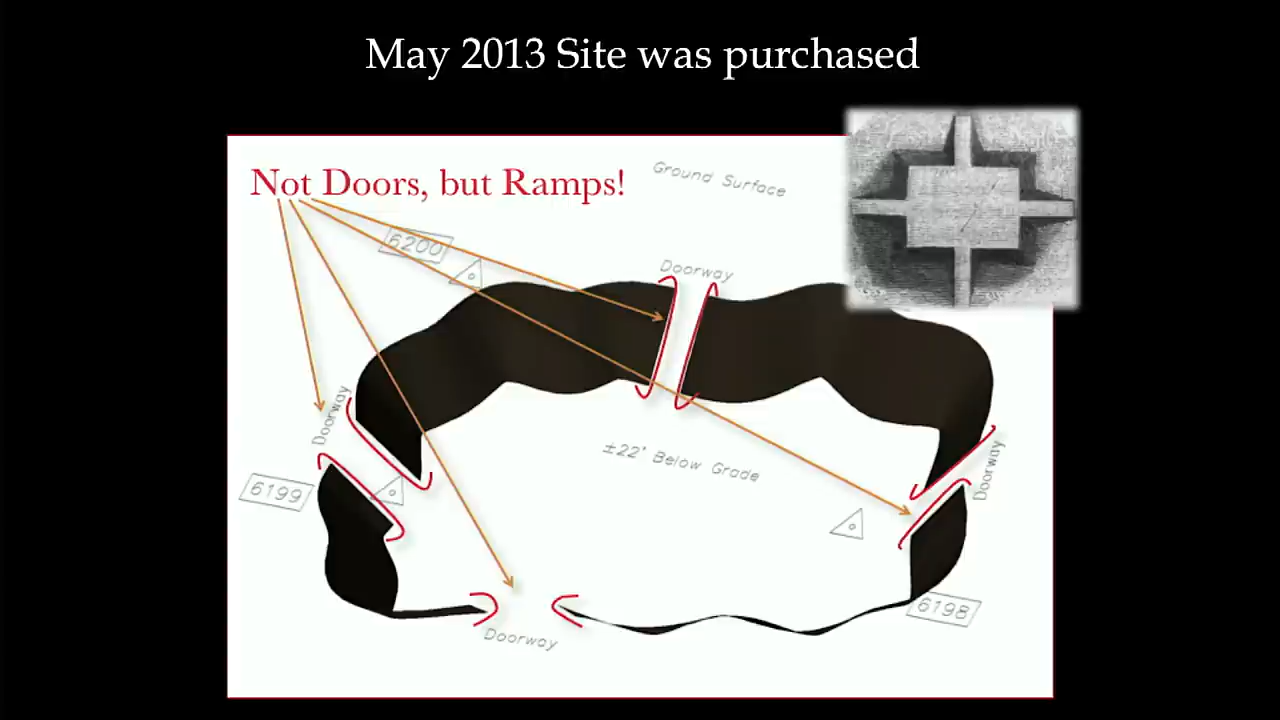 May 2013 Site was purchased
Not Doors, but Ramps!
Ground Surface
6200
Doorway
Doorway
±22' Below Grade
Doorway
6199
6198
Doorway